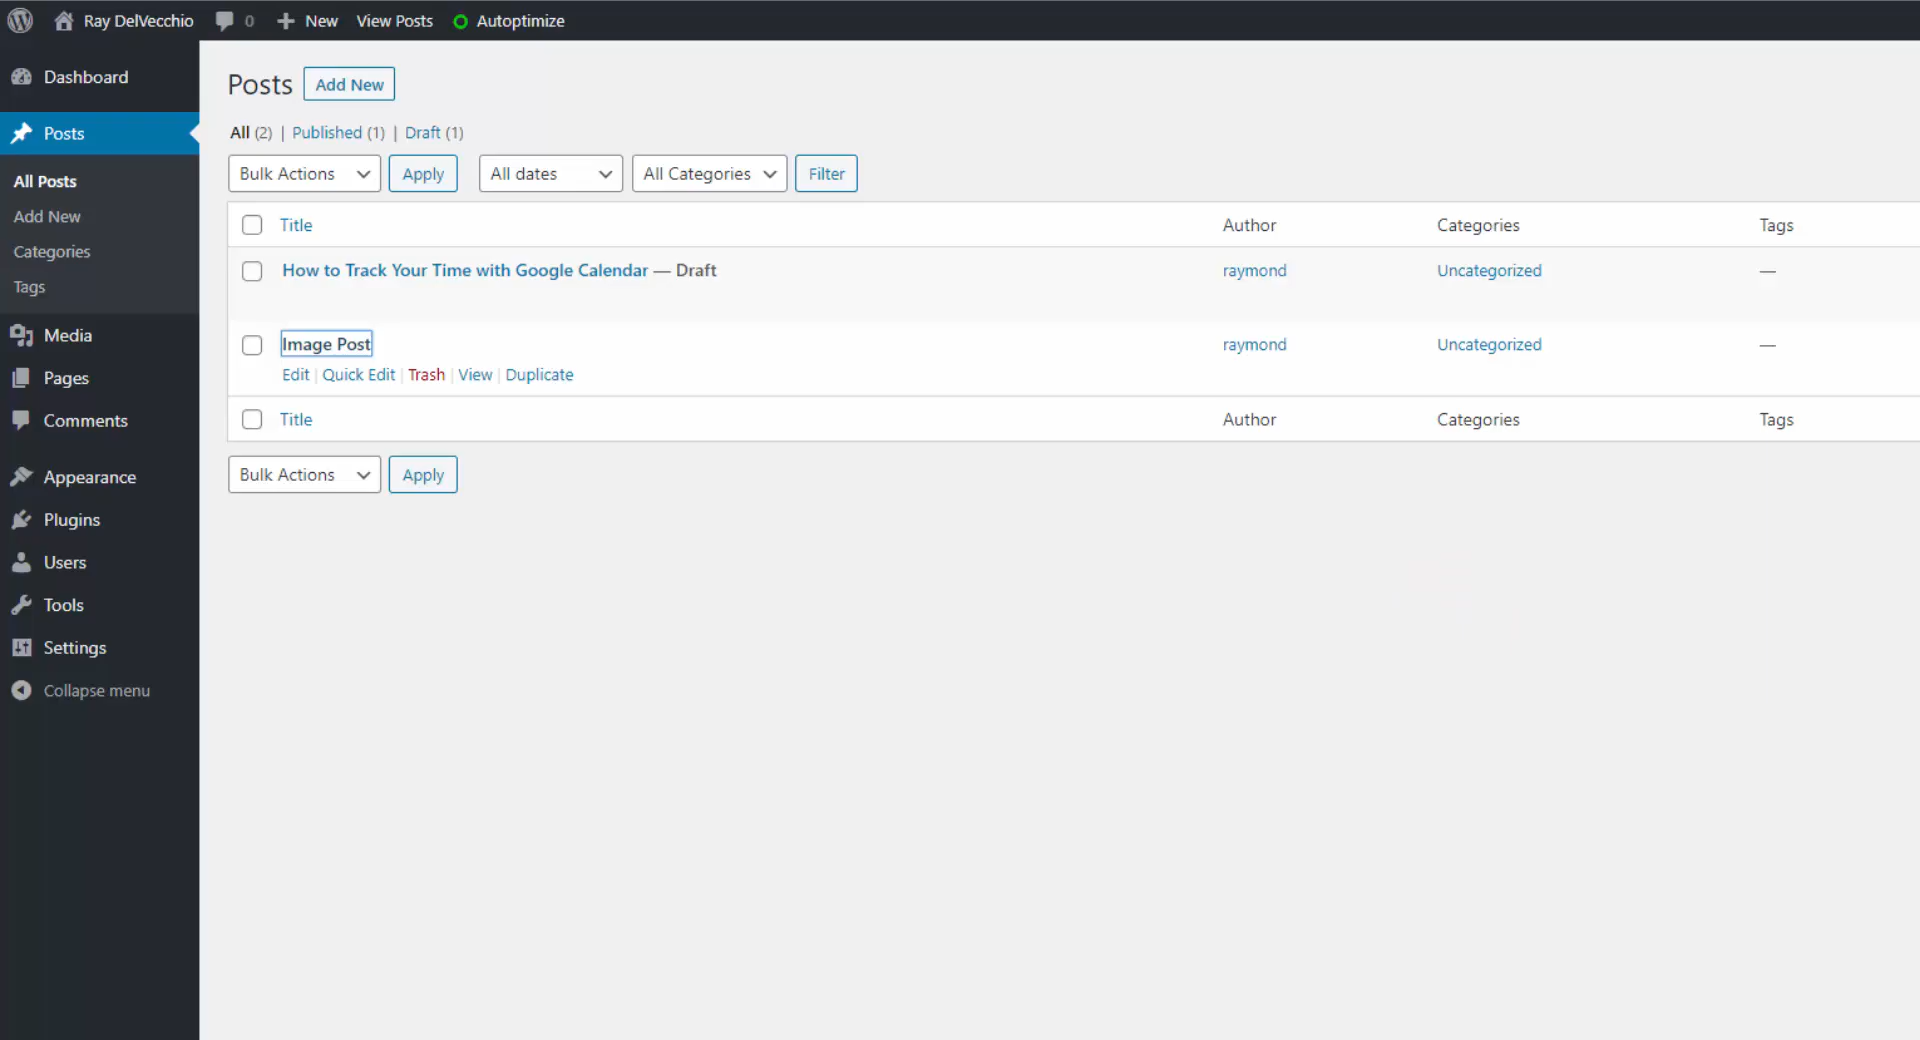 Ray DelVecchio 0 New View Posts Autoptimize
Dashboard
Posts
All Posts
Add New
Categories
Tags
Media
Pages
Comments
Appearance
Plugins
Users
Tools
Settings
Collapse menu
Posts Add New
All (2) | Published (1) | Draft (1)
Bulk Actions Apply All dates All Categories Filter
Title Author Categories Tags
How to Track Your Time with Google Calendar — Draft raymond Uncategorized —
Image Post raymond Uncategorized —
Edit | Quick Edit | Trash | View | Duplicate
Title Author Categories Tags
Bulk Actions Apply